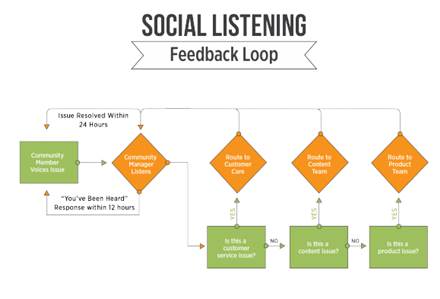 SOCIAL LISTENING
Feedback Loop
Issue Resolved Within
24 Hours
Community
Member
Voices Issue
Community
Manager
Listens
Route to
Customer
Care
Route to
Content
Team
Route to
Product
Team
"You've Been Heard"
Response within 12 hours
YES
YES
YES
Is this a
customer
service issue?
NO
Is this a
content issue?
NO
Is this a
product issue?